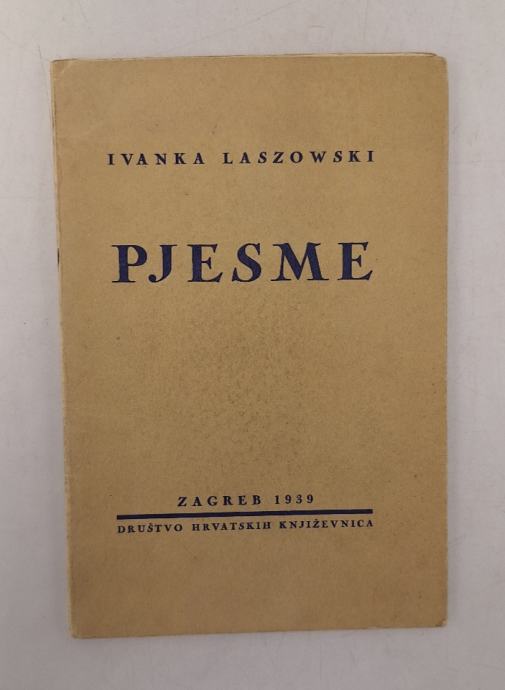 IVANKA LASZOWSKI
PJESME
ZAGREB 1939
DRUŠTVO HRVATSKIH KNJIŽEVNICA